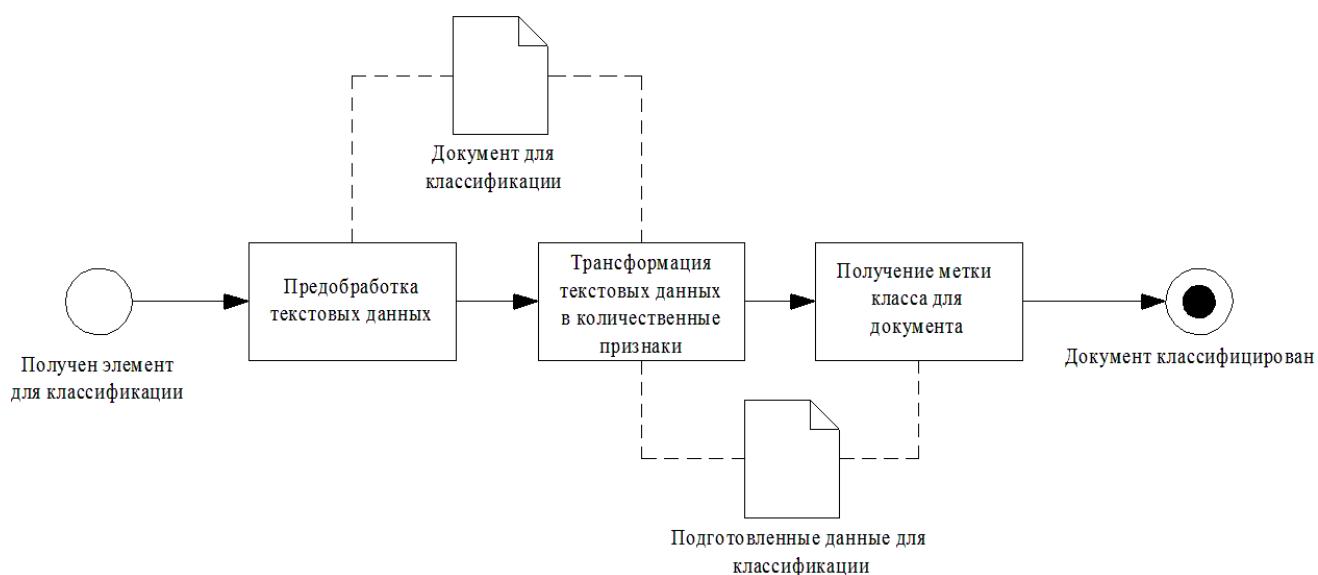 Документ для
классификации
Предобработка
текстовых данных
Трансформация
текстовых данных
в количественные
признаки
Получение метки
класса для
документа
Получен элемент
для классификации
Документ классифицирован
Подготовленные данные для
классификации